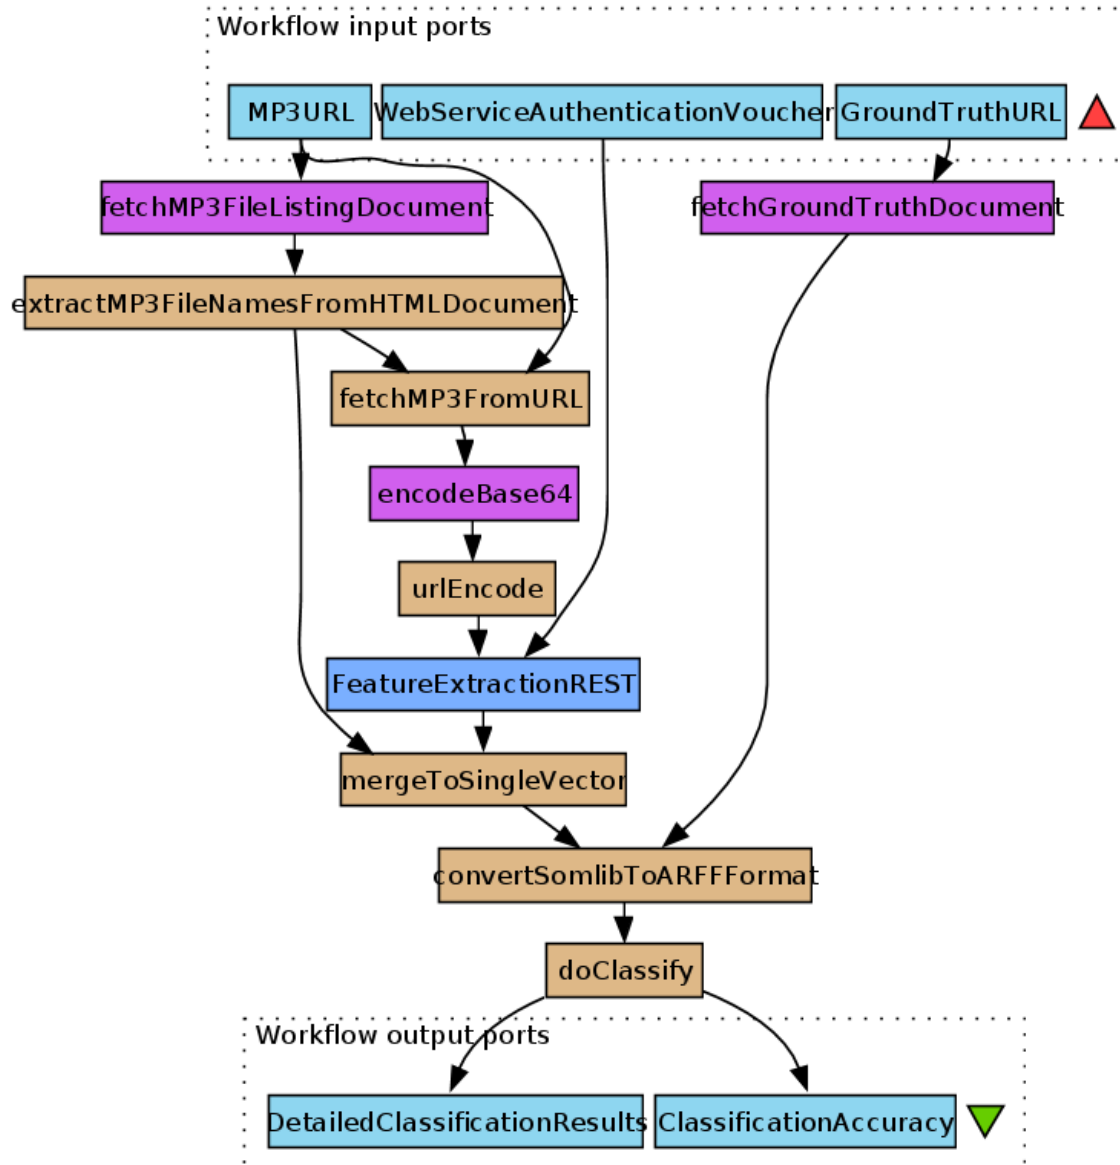 Workflow input ports
MP3URL
WebServiceAuthenticationVoucher
GroundTruthURL
fetchMP3FileListingDocument
fetchGroundTruthDocument
extractMP3FileNamesFromHTMLDocument
fetchMP3FromURL
encodeBase64
urlEncode
FeatureExtractionREST
mergeToSingleVector
convertSomlibToARFFFormat
doClassify
Workflow output ports
DetailedClassificationResults
ClassificationAccuracy